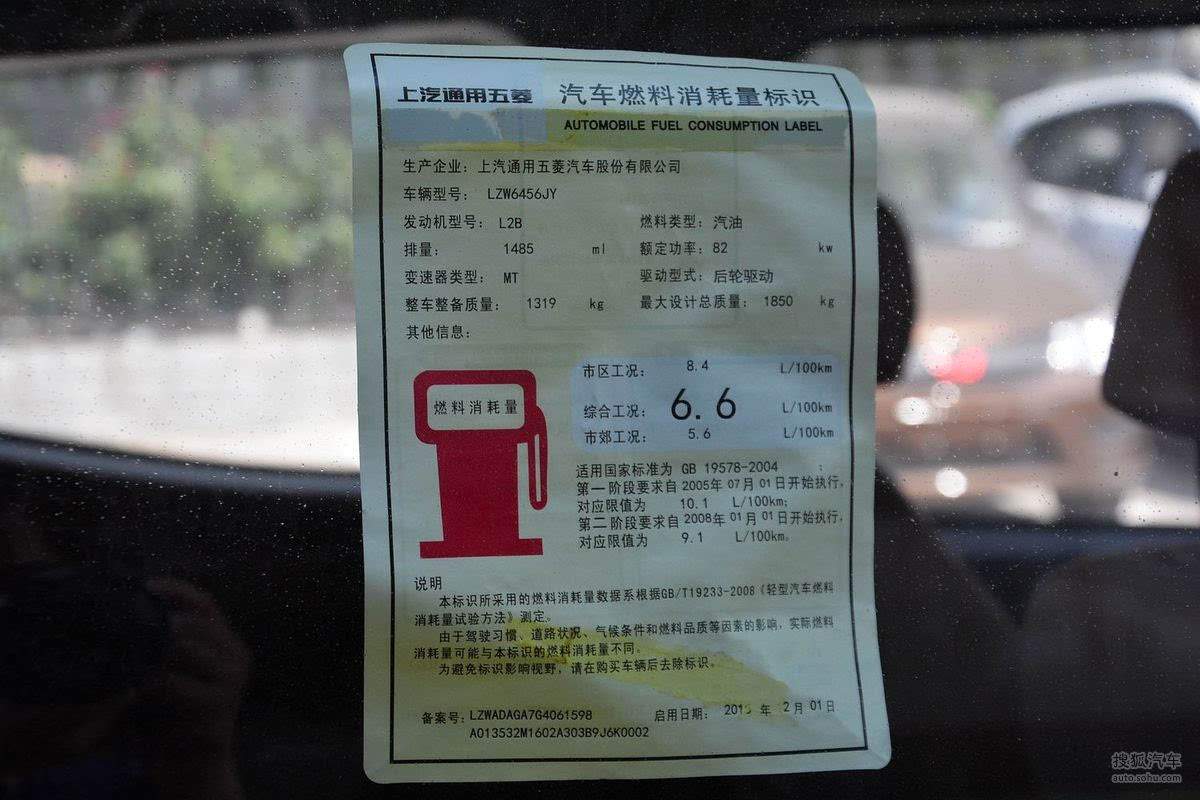 上汽通用五菱 汽车燃料消耗量标识
AUTOMOBILE FUEL CONSUMPTION LABEL
生产企业: 上汽通用五菱汽车股份有限公司
车辆型号: LZW6456JY
发动机型号: L2B 燃料类型: 汽油
排量: 1485 ml 额定功率: 82 kw
变速器类型: MT 驱动型式: 后轮驱动
整车整备质量: 1319 kg 最大设计总质量: 1850 kg
其他信息:
燃料消耗量
市区工况: 8.4 L/100km
综合工况: 6.6 L/100km
市郊工况: 5.6 L/100km
适用国家标准为 GB 19578-2004 ;
第一阶段要求自2005年 07月 01日开始执行,
对应限值为 10.1 L/100km;
第二阶段要求自2008年 01月 01日开始执行,
对应限值为 9.1 L/100km。
说明
本标识所采用的燃料消耗量数据系根据GB/T19233-2008《轻型汽车燃料
消耗量试验方法》测定。
由于驾驶习惯、道路状况、气候条件和燃料品质等因素的影响,实际燃料
消耗量可能与本标识的燃料消耗量不同。
为避免标识影响视野,请在购买车辆后去除标识。
备案号: LZWADAGA7G4061598 启用日期: 年 2月 01日
A013532M1602A303B9J6K0002
搜狐汽车
auto.sohu.com